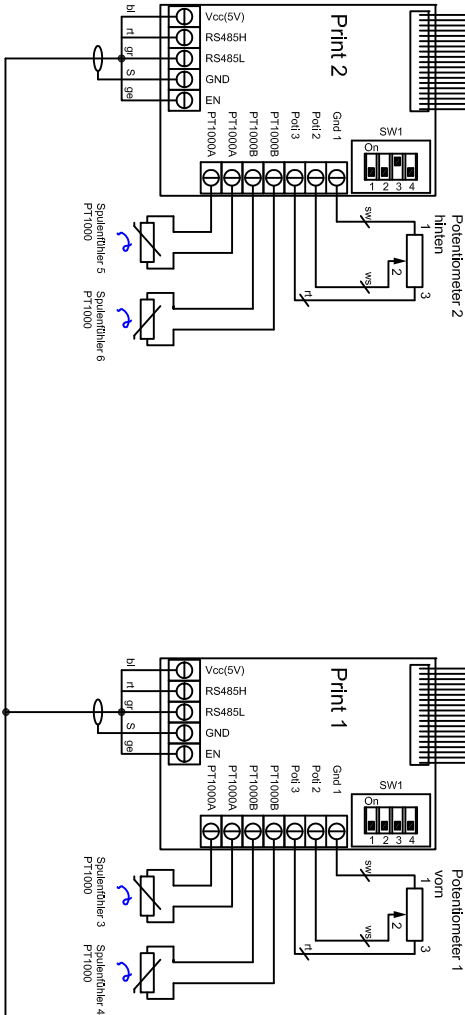 Print 2
bl
rt
gr
S
ge
Vcc(5V)
RS485H
RS485L
GND
EN
PT1000A
PT1000A
PT1000B
PT1000B
Poti 3
Poti 2
Gnd 1
SW1
On
1 2 3 4
Potentiometer 2
hinten
1
2
3
sw
ws
rt
Spulenfühler 5
PT1000
Spulenfühler 6
PT1000
Print 1
bl
rt
gr
S
ge
Vcc(5V)
RS485H
RS485L
GND
EN
PT1000A
PT1000A
PT1000B
PT1000B
Poti 3
Poti 2
Gnd 1
SW1
On
1 2 3 4
Potentiometer 1
vorn
1
2
3
sw
ws
rt
Spulenfühler 3
PT1000
Spulenfühler 4
PT1000